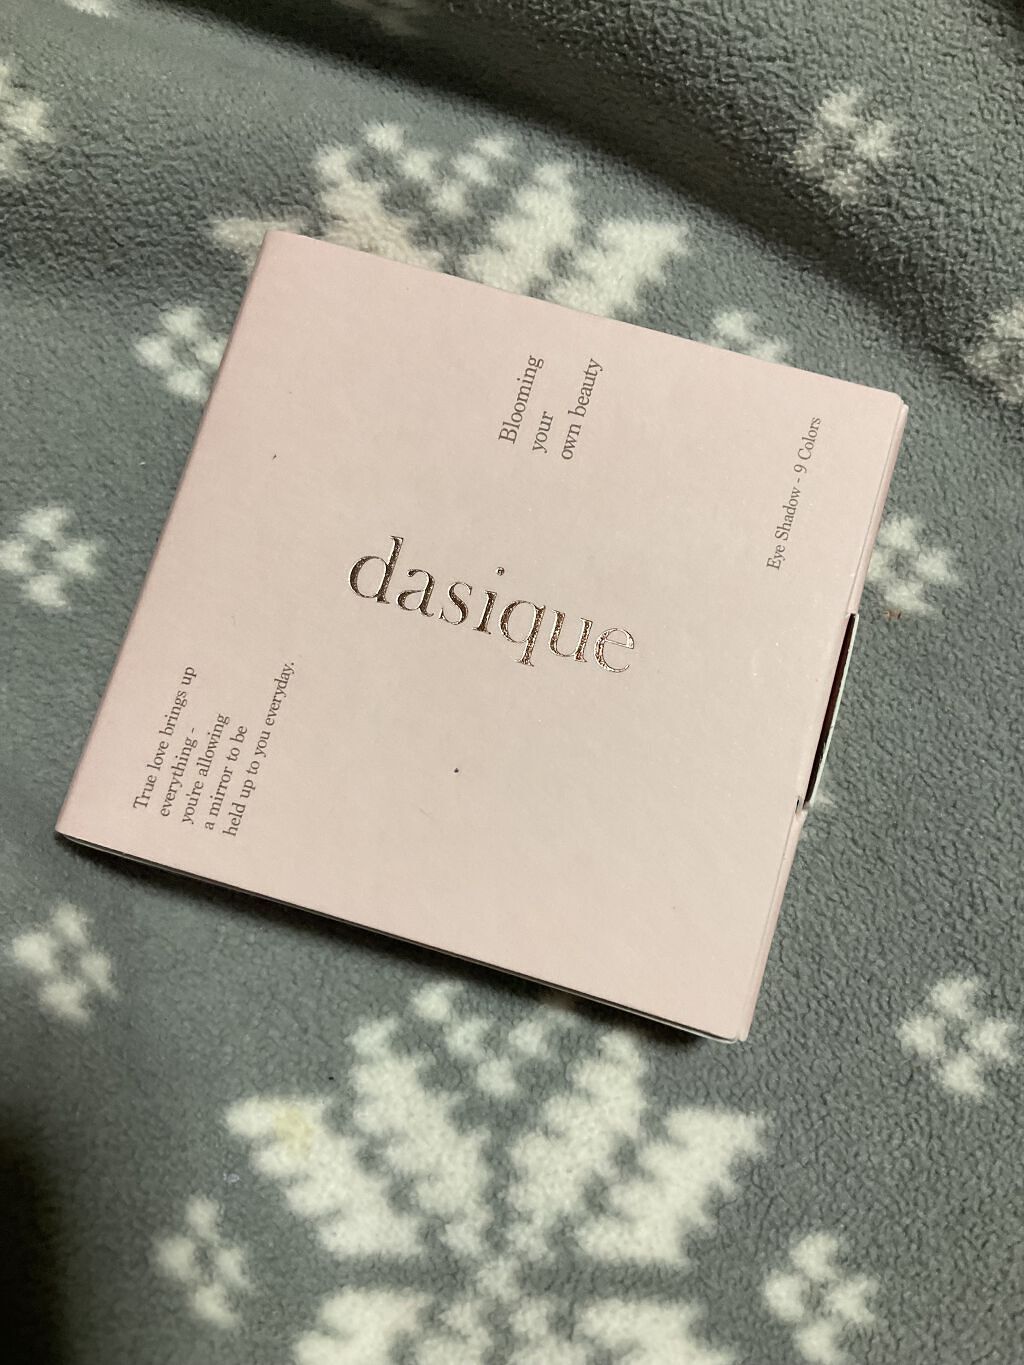 Blooming
your
own beauty
Eye Shadow - 9 Colors
dasique
True love brings up
everything -
you're allowing
a mirror to be
held up to you everyday.